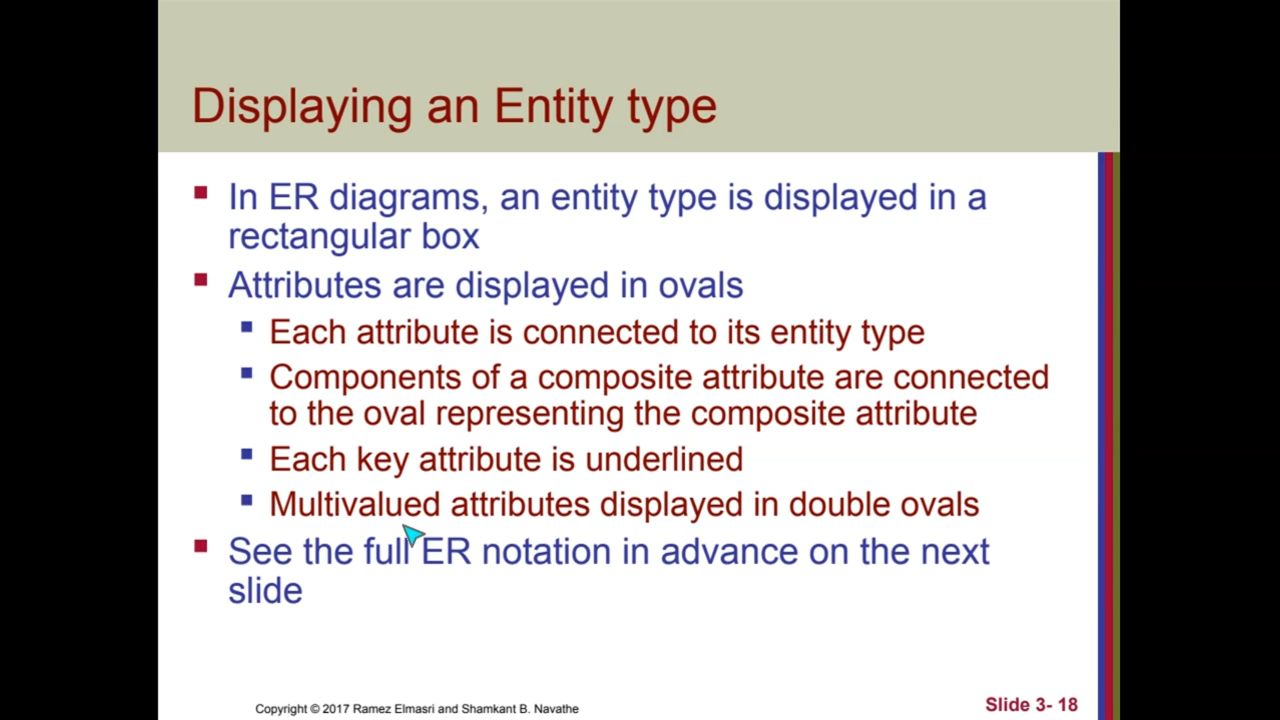 Displaying an Entity type
In ER diagrams, an entity type is displayed in a
rectangular box
Attributes are displayed in ovals
Each attribute is connected to its entity type
Components of a composite attribute are connected
to the oval representing the composite attribute
Each key attribute is underlined
Multivalued attributes displayed in double ovals
See the full ER notation in advance on the next
slide
Copyright © 2017 Ramez Elmasri and Shamkant B. Navathe
Slide 3- 18